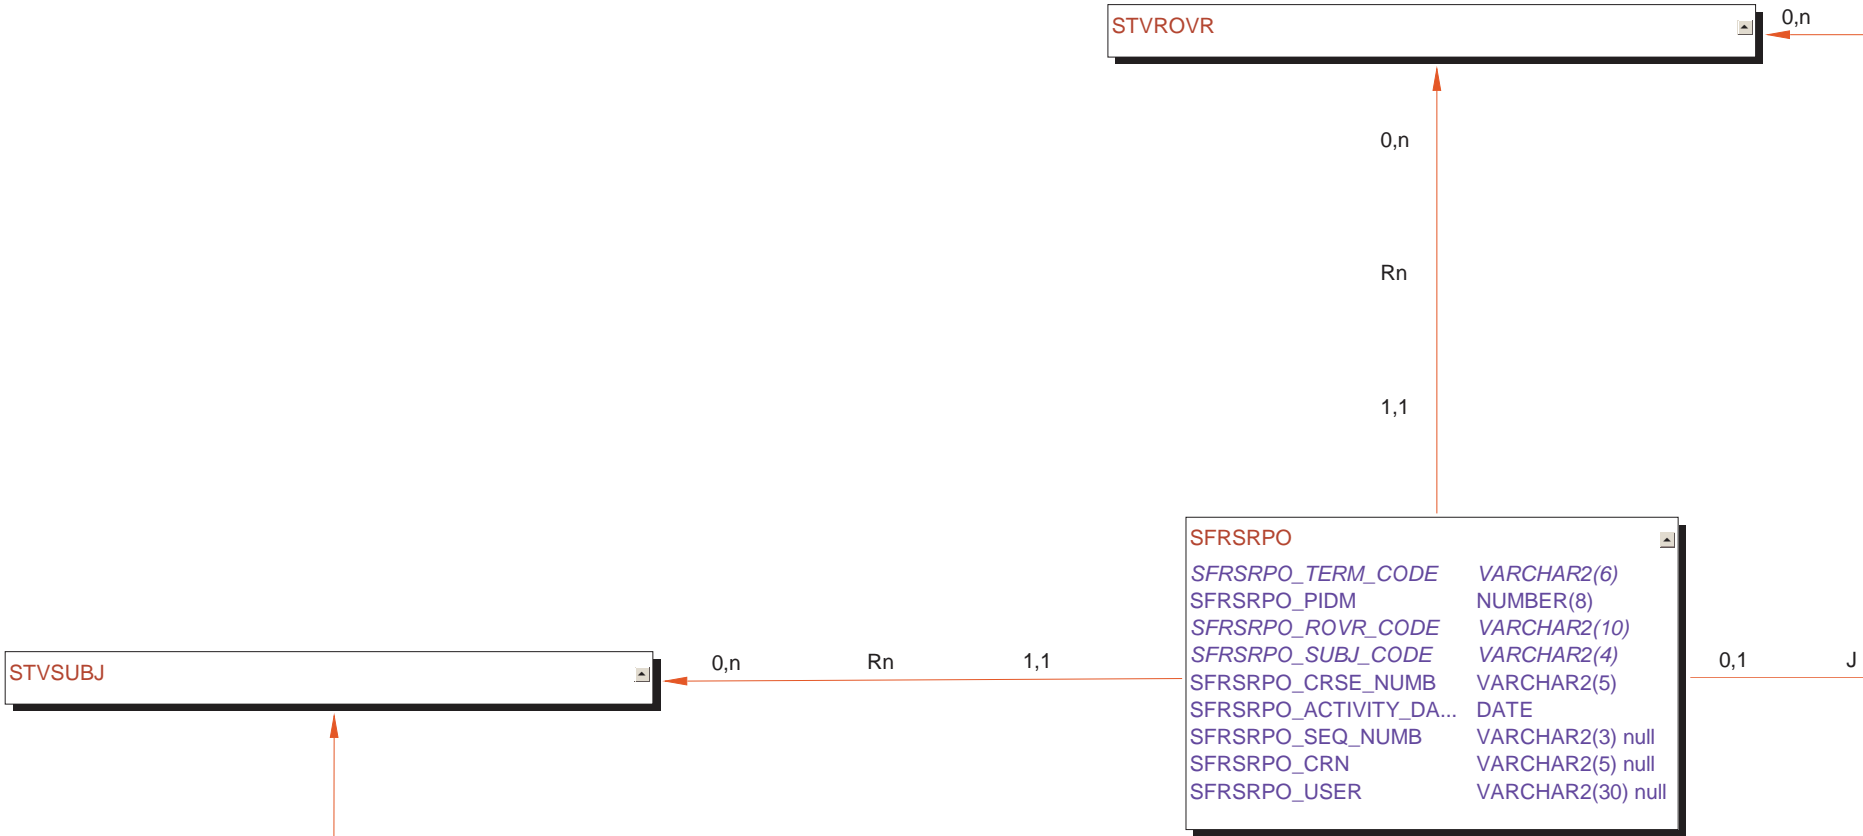 STVROVR
0,n
0,n
Rn
1,1
SFRSRPO
SFRSRPO_TERM_CODE VARCHAR2(6)
SFRSRPO_PIDM NUMBER(8)
SFRSRPO_ROVR_CODE VARCHAR2(10)
SFRSRPO_SUBJ_CODE VARCHAR2(4)
SFRSRPO_CRSE_NUMB VARCHAR2(5)
SFRSRPO_ACTIVITY_DA... DATE
SFRSRPO_SEQ_NUMB VARCHAR2(3) null
SFRSRPO_CRN VARCHAR2(5) null
SFRSRPO_USER VARCHAR2(30) null
STVSUBJ
0,n Rn 1,1
0,1 J